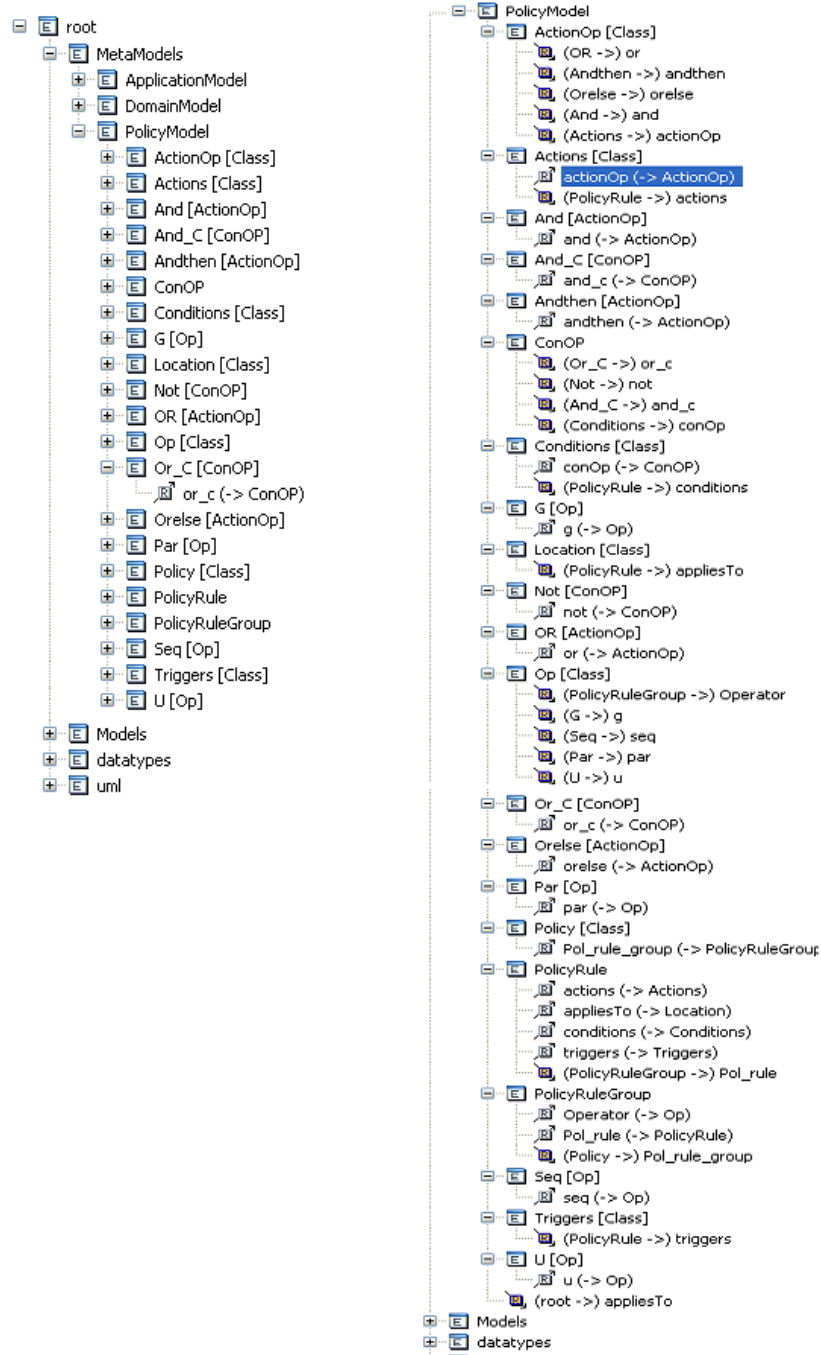 root
MetaModels
ApplicationModel
DomainModel
PolicyModel
ActionOp [Class]
Actions [Class]
And [ActionOp]
And_C [ConOP]
Andthen [ActionOp]
ConOP
Conditions [Class]
G [Op]
Location [Class]
Not [ConOP]
OR [ActionOp]
Op [Class]
Or_C [ConOP]
or_c (-> ConOP)
Orelse [ActionOp]
Par [Op]
Policy [Class]
PolicyRule
PolicyRuleGroup
Seq [Op]
Triggers [Class]
U [Op]
Models
datatypes
uml
PolicyModel
ActionOp [Class]
(OR ->) or
(Andthen ->) andthen
(Orelse ->) orelse
(And ->) and
(Actions ->) actionOp
Actions [Class]
actionOp (-> ActionOp)
(PolicyRule ->) actions
And [ActionOp]
and (-> ActionOp)
And_C [ConOP]
and_c (-> ConOP)
Andthen [ActionOp]
andthen (-> ActionOp)
ConOP
(Or_C ->) or_c
(Not ->) not
(And_C ->) and_c
(Conditions ->) conOp
Conditions [Class]
conOp (-> ConOP)
(PolicyRule ->) conditions
G [Op]
g (-> Op)
Location [Class]
(PolicyRule ->) appliesTo
Not [ConOP]
not (-> ConOP)
OR [ActionOp]
or (-> ActionOp)
Op [Class]
(PolicyRuleGroup ->) Operator
(G ->) g
(Seq ->) seq
(Par ->) par
(U ->) u
Or_C [ConOP]
or_c (-> ConOP)
Orelse [ActionOp]
orelse (-> ActionOp)
Par [Op]
par (-> Op)
Policy [Class]
Pol_rule_group (-> PolicyRuleGroup
PolicyRule
actions (-> Actions)
appliesTo (-> Location)
conditions (-> Conditions)
triggers (-> Triggers)
(PolicyRuleGroup ->) Pol_rule
PolicyRuleGroup
Operator (-> Op)
Pol_rule (-> PolicyRule)
(Policy ->) Pol_rule_group
Seq [Op]
seq (-> Op)
Triggers [Class]
(PolicyRule ->) triggers
U [Op]
u (-> Op)
(root ->) appliesTo
Models
datatypes